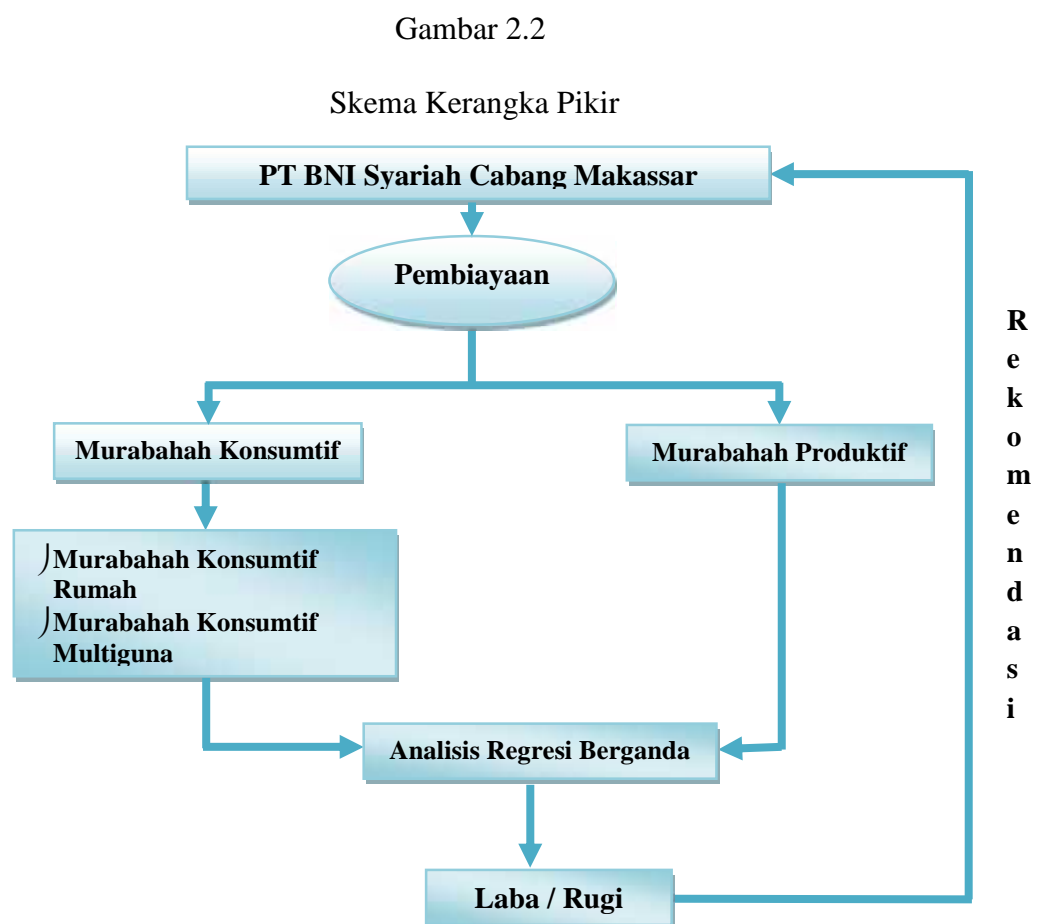 Gambar 2.2
Skema Kerangka Pikir
PT BNI Syariah Cabang Makassar
Pembiayaan
Murabahah Konsumtif
Murabahah Produktif
Murabahah Konsumtif
Rumah
Murabahah Konsumtif
Multiguna
Analisis Regresi Berganda
Laba / Rugi
Rekomendasi